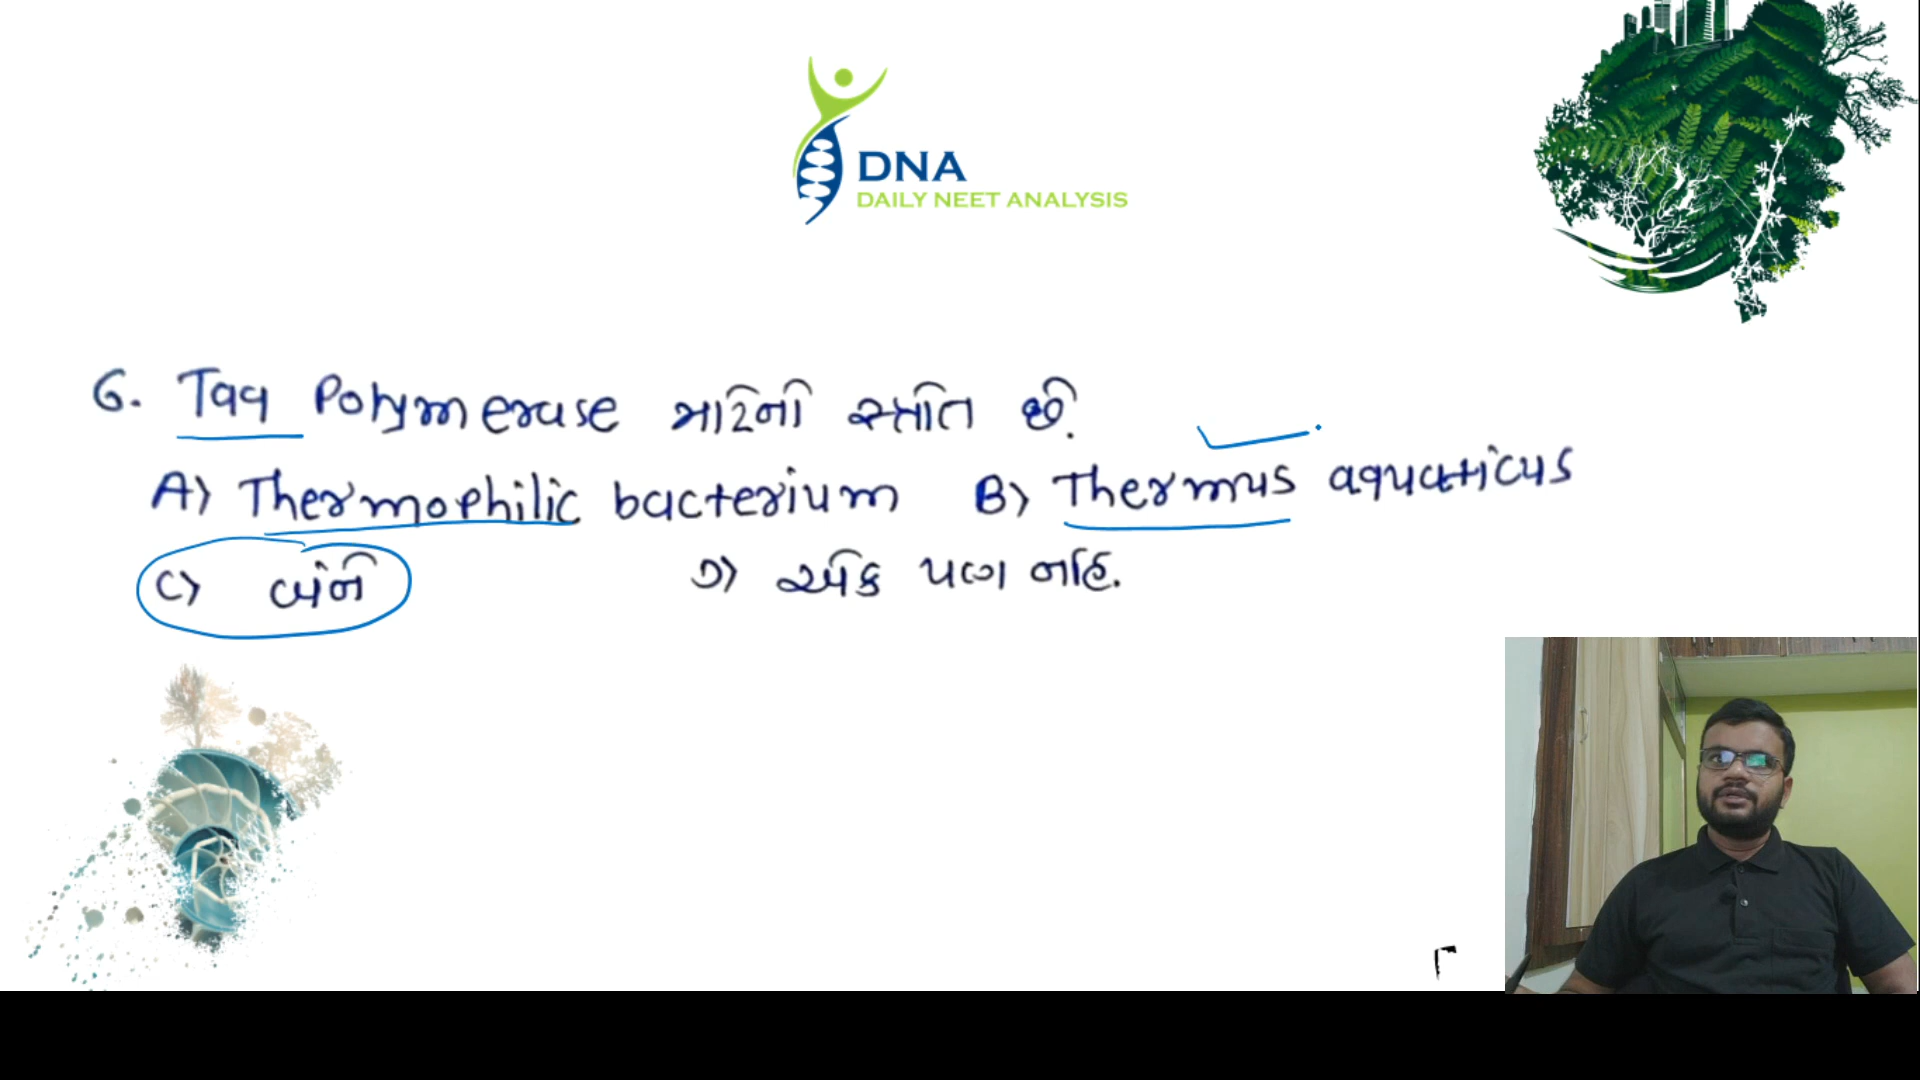 DNA
DAILY NEET ANALYSIS
6. Taq Polymerase માટેનો સ્ત્રોત છે.
A) Thermophilic bacterium B) Thermus aquaticus
C) બંને D) એક પણ નહિ.